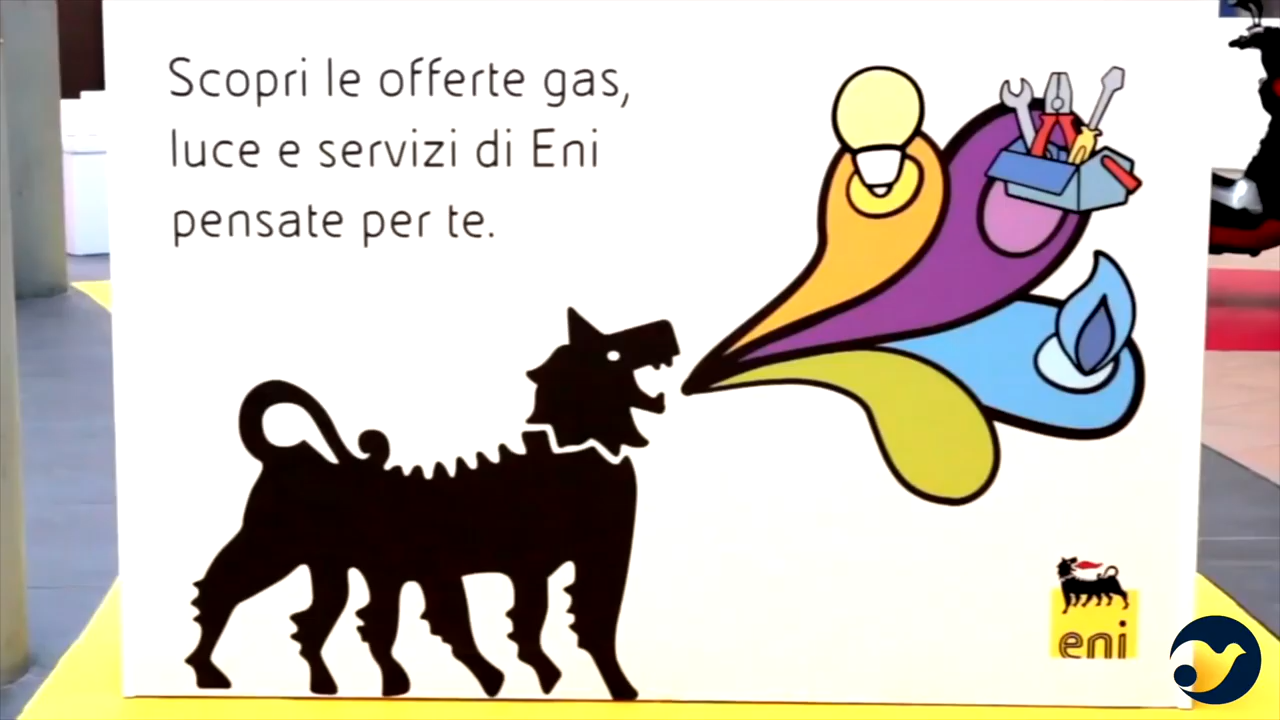 Scopri le offerte gas,
luce e servizi di Eni
pensate per te.
eni